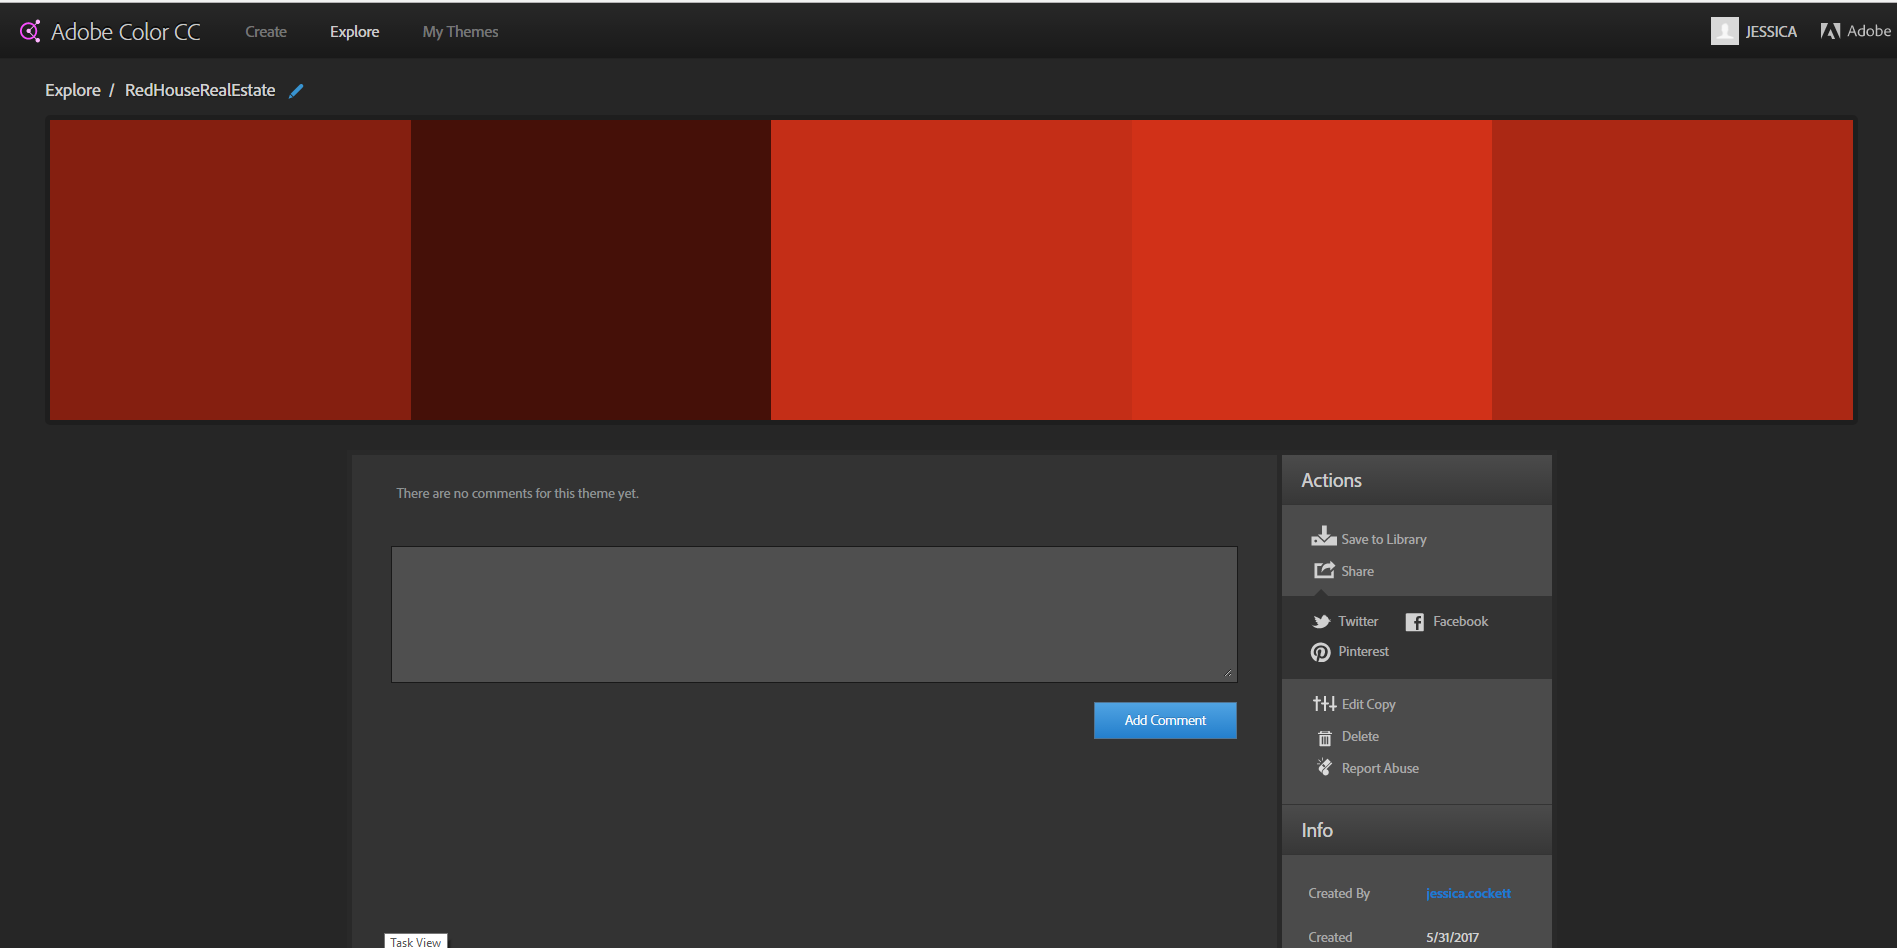 Adobe Color CC Create Explore My Themes JESSICA Adobe
Explore / RedHouseRealEstate
There are no comments for this theme yet.
Add Comment
Actions
Save to Library
Share
Twitter Facebook
Pinterest
Edit Copy
Delete
Report Abuse
Info
Created By jessica.cockett
Created 5/31/2017
Task View